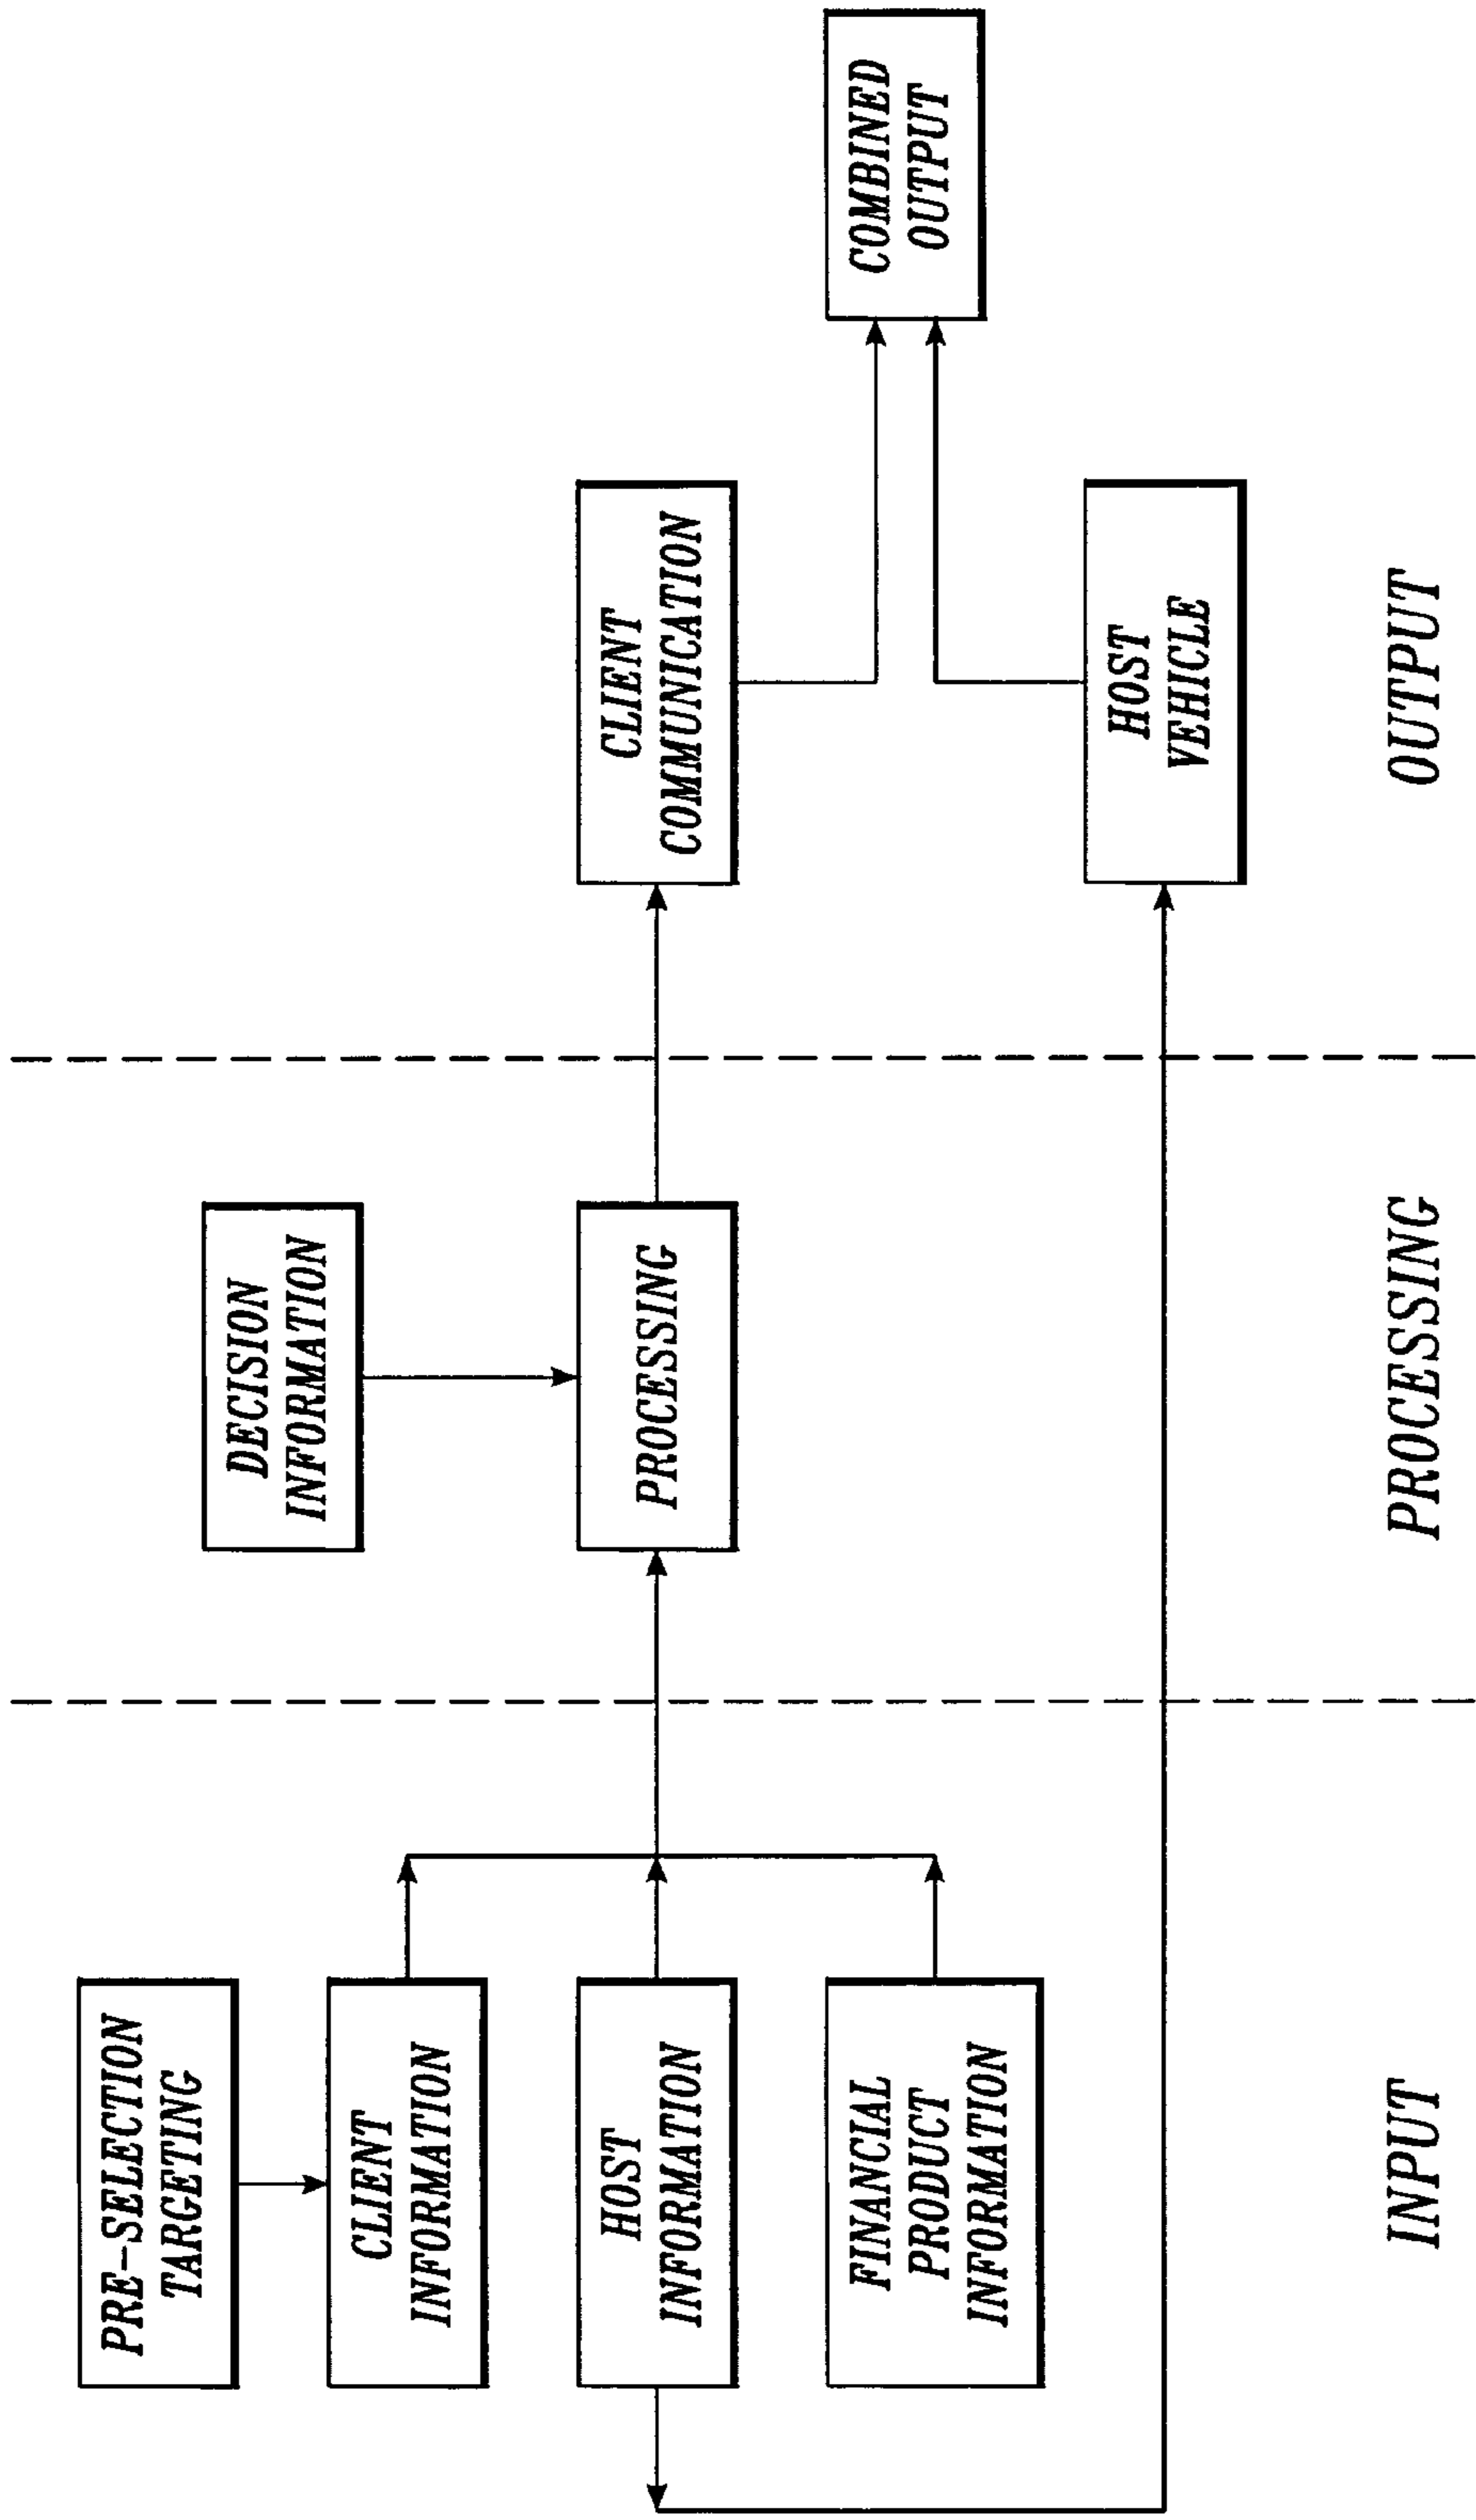 PRE-SELECTION
TARGETING
CLIENT
INFORMATION
HOST
INFORMATION
FINANCIAL
PRODUCT
INFORMATION
INPUT
DECISION
INFORMATION
PROCESSING
PROCESSING
CLIENT
COMMUNICATION
HOST
VEHICLE
OUTPUT
COMBINED
OUTPUT